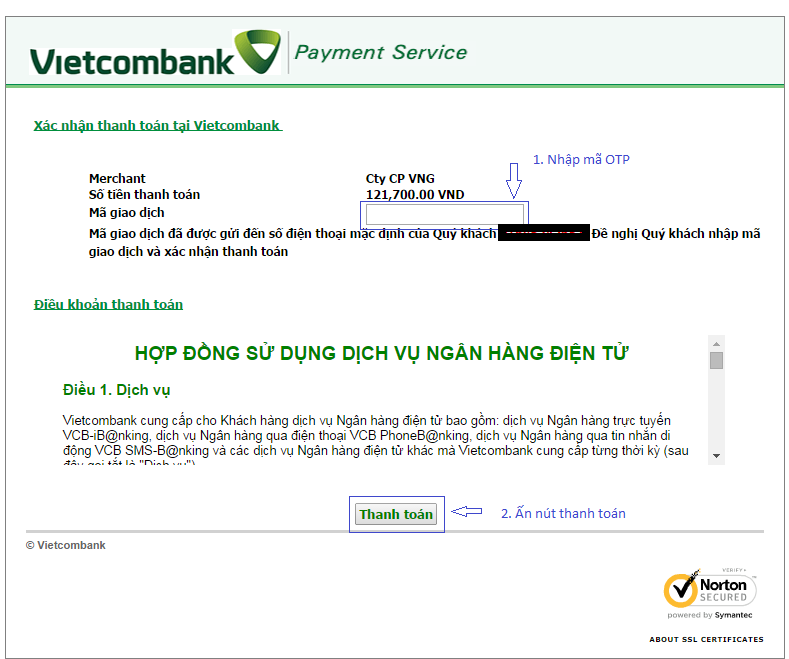 Vietcombank Payment Service
Xác nhận thanh toán tại Vietcombank
1. Nhập mã OTP
Merchant Cty CP VNG
Số tiền thanh toán 121,700.00 VND
Mã giao dịch
Mã giao dịch đã được gửi đến số điện thoại mặc định của Quý khách Đề nghị Quý khách nhập mã
giao dịch và xác nhận thanh toán
Điều khoản thanh toán
HỢP ĐỒNG SỬ DỤNG DỊCH VỤ NGÂN HÀNG ĐIỆN TỬ
Điều 1. Dịch vụ
Vietcombank cung cấp cho Khách hàng dịch vụ Ngân hàng điện tử bao gồm: dịch vụ Ngân hàng trực tuyến
VCB-iB@nking, dịch vụ Ngân hàng qua điện thoại VCB PhoneB@nking, dịch vụ Ngân hàng qua tin nhắn di
động VCB SMS-B@nking và các dịch vụ Ngân hàng điện tử khác mà Vietcombank cung cấp từng thời kỳ (sau
đây gọi tắt là "Dịch vụ")
Thanh toán
2. Ấn nút thanh toán
© Vietcombank
VERIFY
Norton
SECURED
powered by Symantec
ABOUT SSL CERTIFICATES